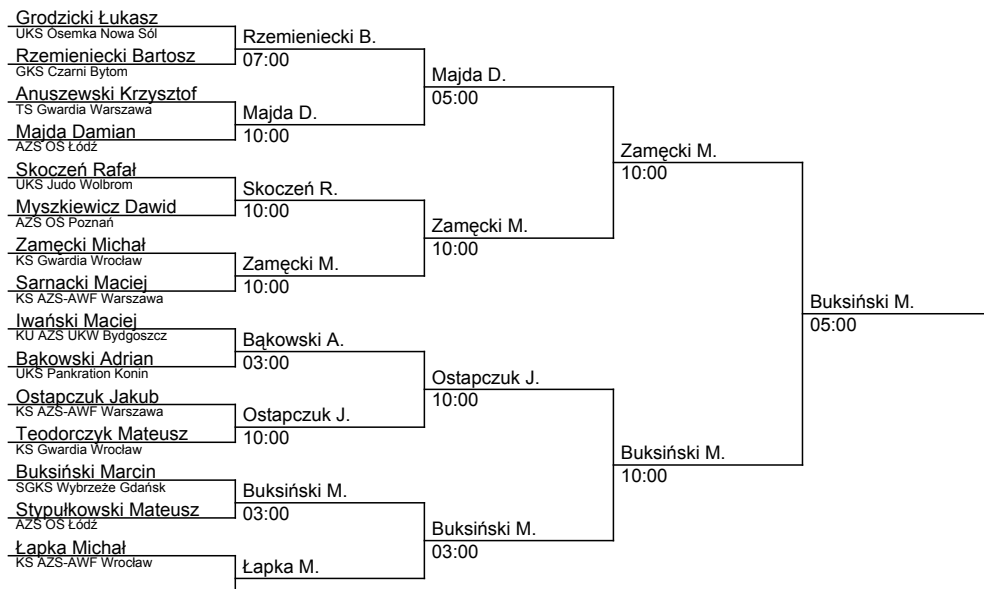 Grodzicki Łukasz
UKS Ósemka Nowa Sól
Rzemieniecki Bartosz
GKS Czarni Bytom
Anuszewski Krzysztof
TS Gwardia Warszawa
Majda Damian
AZS OŚ Łódź
Skoczeń Rafał
UKS Judo Wolbrom
Myszkiewicz Dawid
AZS OŚ Poznań
Zamęcki Michał
KS Gwardia Wrocław
Sarnacki Maciej
KS AZS-AWF Warszawa
Iwański Maciej
KU AZS UKW Bydgoszcz
Bąkowski Adrian
UKS Pankration Konin
Ostapczuk Jakub
KS AZS-AWF Warszawa
Teodorczyk Mateusz
KS Gwardia Wrocław
Buksiński Marcin
SGKS Wybrzeże Gdańsk
Stypułkowski Mateusz
AZS OŚ Łódź
Łapka Michał
KS AZS-AWF Wrocław
Rzemieniecki B.
07:00
Majda D.
10:00
Skoczeń R.
10:00
Zamęcki M.
10:00
Bąkowski A.
03:00
Ostapczuk J.
10:00
Buksiński M.
03:00
Łapka M.
Majda D.
05:00
Zamęcki M.
10:00
Ostapczuk J.
10:00
Buksiński M.
03:00
Zamęcki M.
10:00
Buksiński M.
10:00
Buksiński M.
05:00